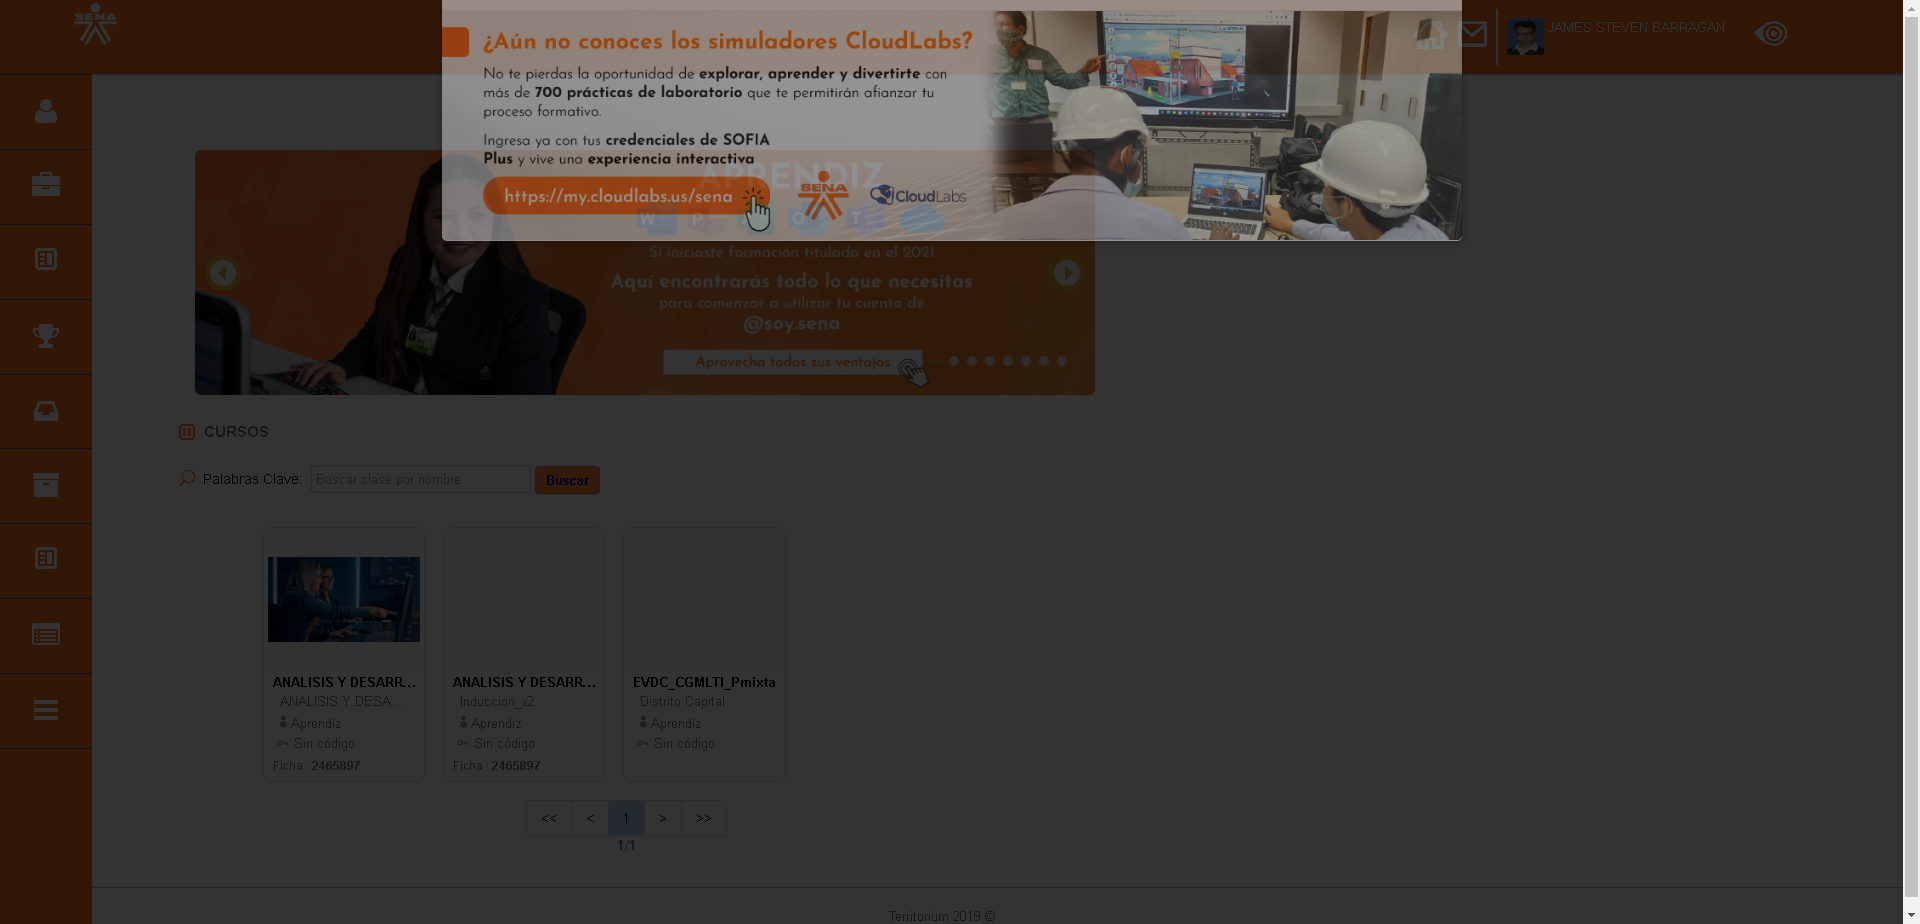 SENA
¿Aún no conoces los simuladores CloudLabs?
No te pierdas la oportunidad de explorar, aprender y divertirte con
más de 700 prácticas de laboratorio que te permitirán afianzar tu
proceso formativo.
Ingresa ya con tus credenciales de SOFIA
Plus y vive una experiencia interactiva
https://my.cloudlabs.us/sena
SENA
CloudLabs
JAMES STEVEN BARRAGAN
APRENDIZ
W P O T
Si iniciaste formación titulada en el 2021
Aquí encontrarás todo lo que necesitas
para comenzar a utilizar tu cuenta de
@soy.sena
Aprovecha todas sus ventajas
CURSOS
Palabras Clave: Buscar clase por nombre Buscar
ANALISIS Y DESARR...
ANALISIS Y DESA...
Aprendiz
Sin código
Ficha : 2465897
ANALISIS Y DESARR...
Induccion_v2
Aprendiz
Sin código
Ficha : 2465897
EVDC_CGMLTI_Pmixta
Distrito Capital
Aprendiz
Sin código
<< < 1 > >>
1/1
Territorium 2019 ©